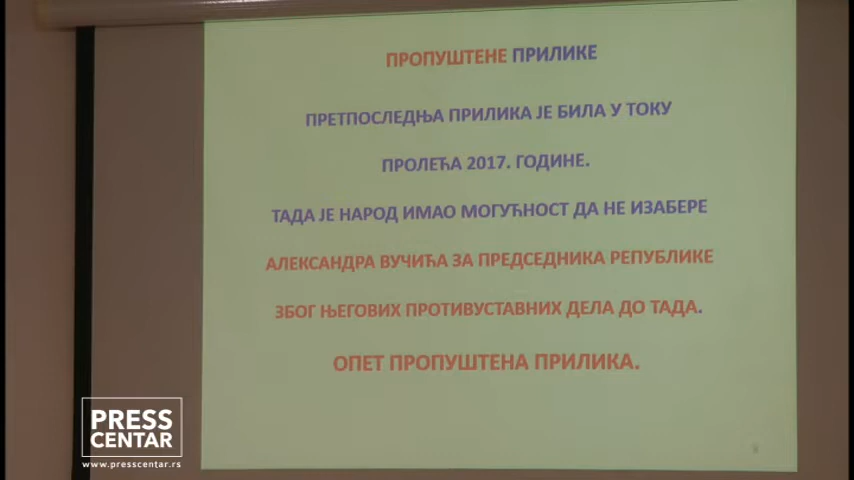 ПРОПУШТЕНЕ ПРИЛИКЕ
ПРЕТПОСЛЕДЊА ПРИЛИКА ЈЕ БИЛА У ТОКУ
ПРОЛЕЋА 2017. ГОДИНЕ.
ТАДА ЈЕ НАРОД ИМАО МОГУЋНОСТ ДА НЕ ИЗАБЕРЕ
АЛЕКСАНДРА ВУЧИЋА ЗА ПРЕДСЕДНИКА РЕПУБЛИКЕ
ЗБОГ ЊЕГОВИХ ПРОТИВУСТАВНИХ ДЕЛА ДО ТАДА.
ОПЕТ ПРОПУШТЕНА ПРИЛИКА.
PRESS
CENTAR
www.presscentar.rs